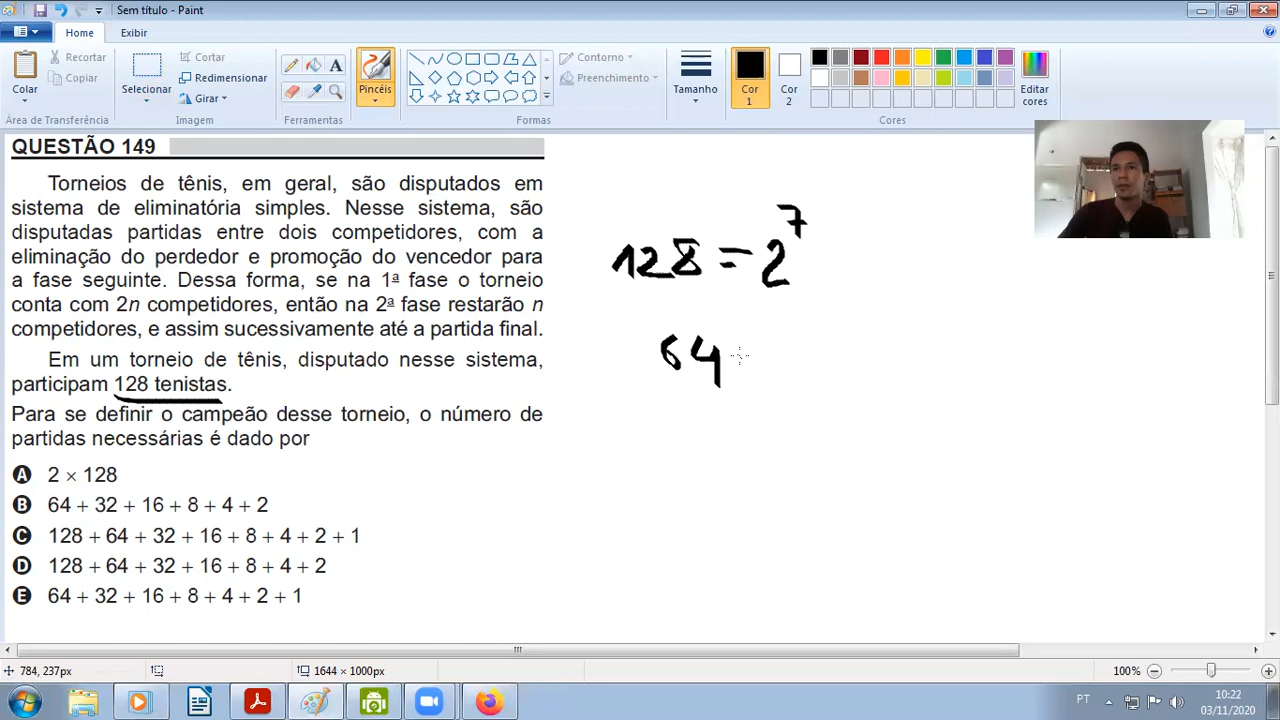 Sem título - Paint
Home
Exibir
Colar
Recortar
Copiar
Área de Transferência
Selecionar
Cortar
Redimensionar
Girar
Imagem
A
Ferramentas
Pincéis
Contorno
Preenchimento
Formas
Tamanho
Cor
1
Cor
2
Editar
cores
Cores
QUESTÃO 149
Torneios de tênis, em geral, são disputados em
sistema de eliminatória simples. Nesse sistema, são
disputadas partidas entre dois competidores, com a
eliminação do perdedor e promoção do vencedor para
a fase seguinte. Dessa forma, se na 1ª fase o torneio
conta com 2n competidores, então na 2ª fase restarão n
competidores, e assim sucessivamente até a partida final.
Em um torneio de tênis, disputado nesse sistema,
participam 128 tenistas.
Para se definir o campeão desse torneio, o número de
partidas necessárias é dado por
A 2 × 128
B 64 + 32 + 16 + 8 + 4 + 2
C 128 + 64 + 32 + 16 + 8 + 4 + 2 + 1
D 128 + 64 + 32 + 16 + 8 + 4 + 2
E 64 + 32 + 16 + 8 + 4 + 2 + 1
128 = 2⁷
64
784, 237px
1644 × 1000px
100%
PT
10:22
03/11/2020